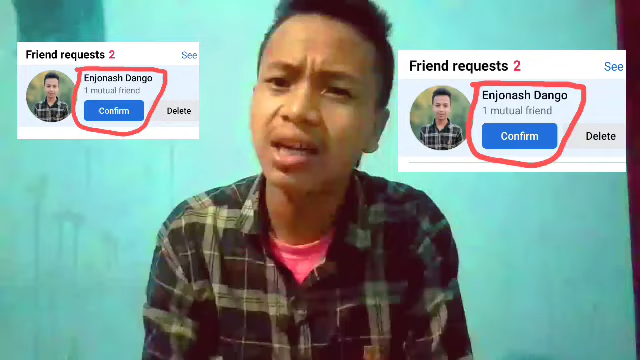 Friend requests 2 See
Enjonash Dango
1 mutual friend
Confirm Delete
Friend requests 2 See
Enjonash Dango
1 mutual friend
Confirm Delete